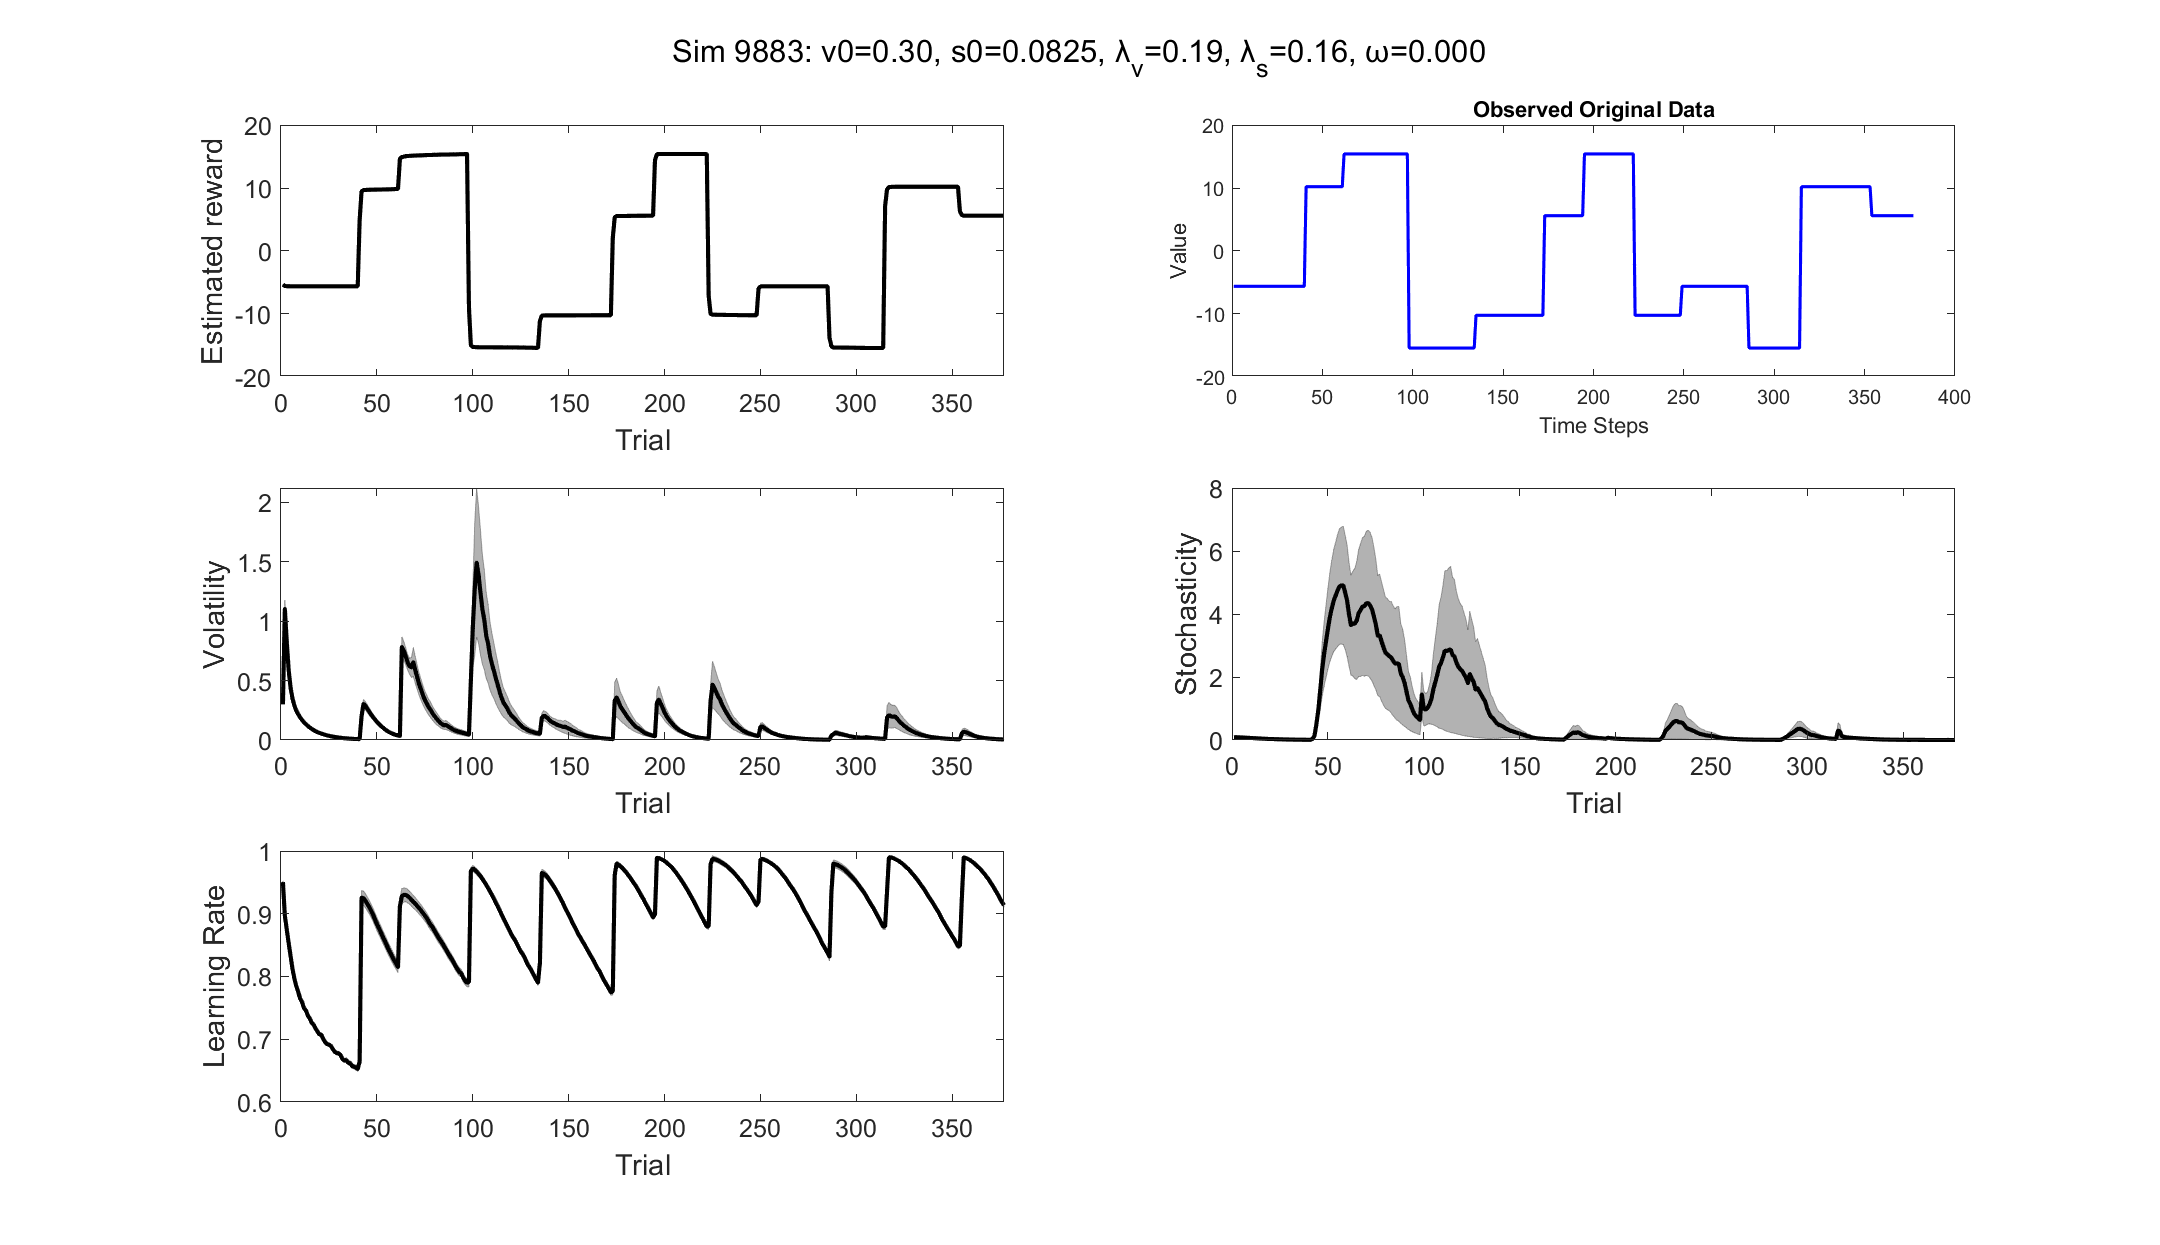 Sim 9883: v0=0.30, s0=0.0825, λv=0.19, λs=0.16, ω=0.000
20
10
0
-10
-20
Estimated reward
0 50 100 150 200 250 300 350
Trial
Observed Original Data
20
10
0
-10
-20
Value
0 50 100 150 200 250 300 350 400
Time Steps
2
1.5
1
0.5
0
Volatility
0 50 100 150 200 250 300 350
Trial
8
6
4
2
0
Stochasticity
0 50 100 150 200 250 300 350
Trial
1
0.9
0.8
0.7
0.6
Learning Rate
0 50 100 150 200 250 300 350
Trial